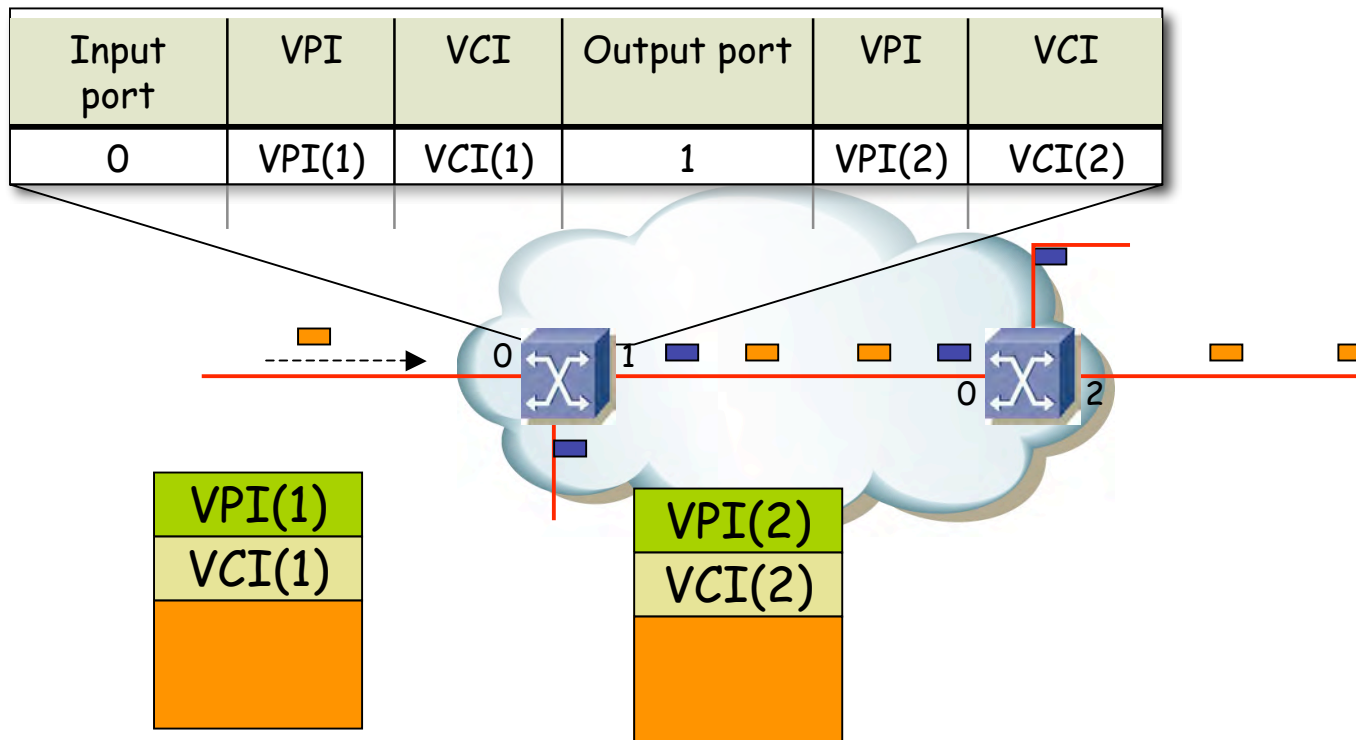 Input port VPI VCI Output port VPI VCI
0 VPI(1) VCI(1) 1 VPI(2) VCI(2)
0 1
0 2
VPI(1)
VCI(1)
VPI(2)
VCI(2)